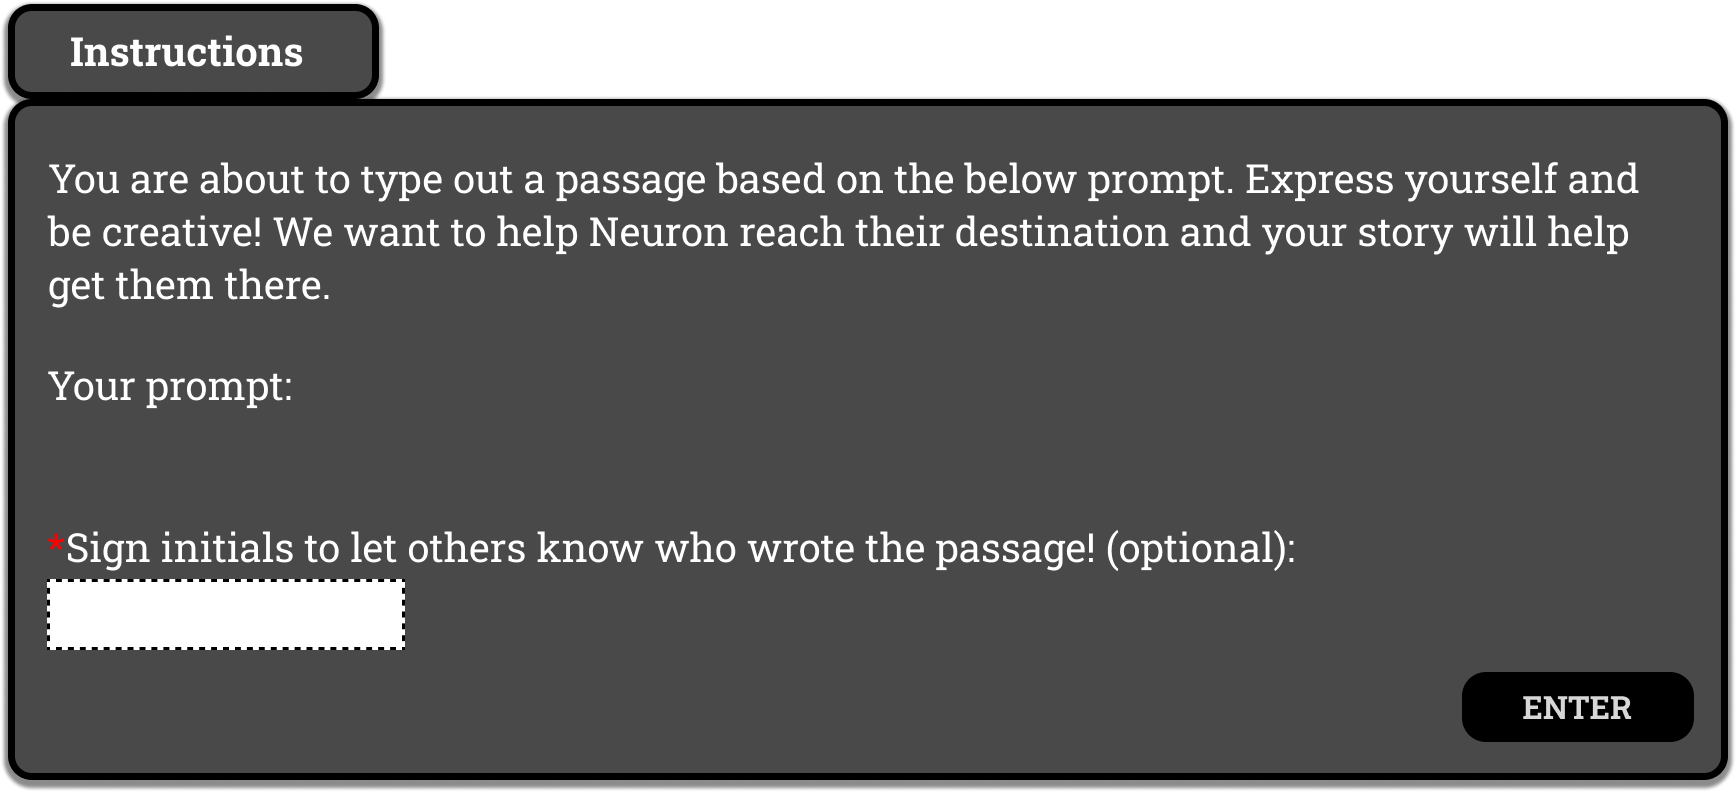 Instructions
You are about to type out a passage based on the below prompt. Express yourself and
be creative! We want to help Neuron reach their destination and your story will help
get them there.
Your prompt:
*Sign initials to let others know who wrote the passage! (optional):
ENTER